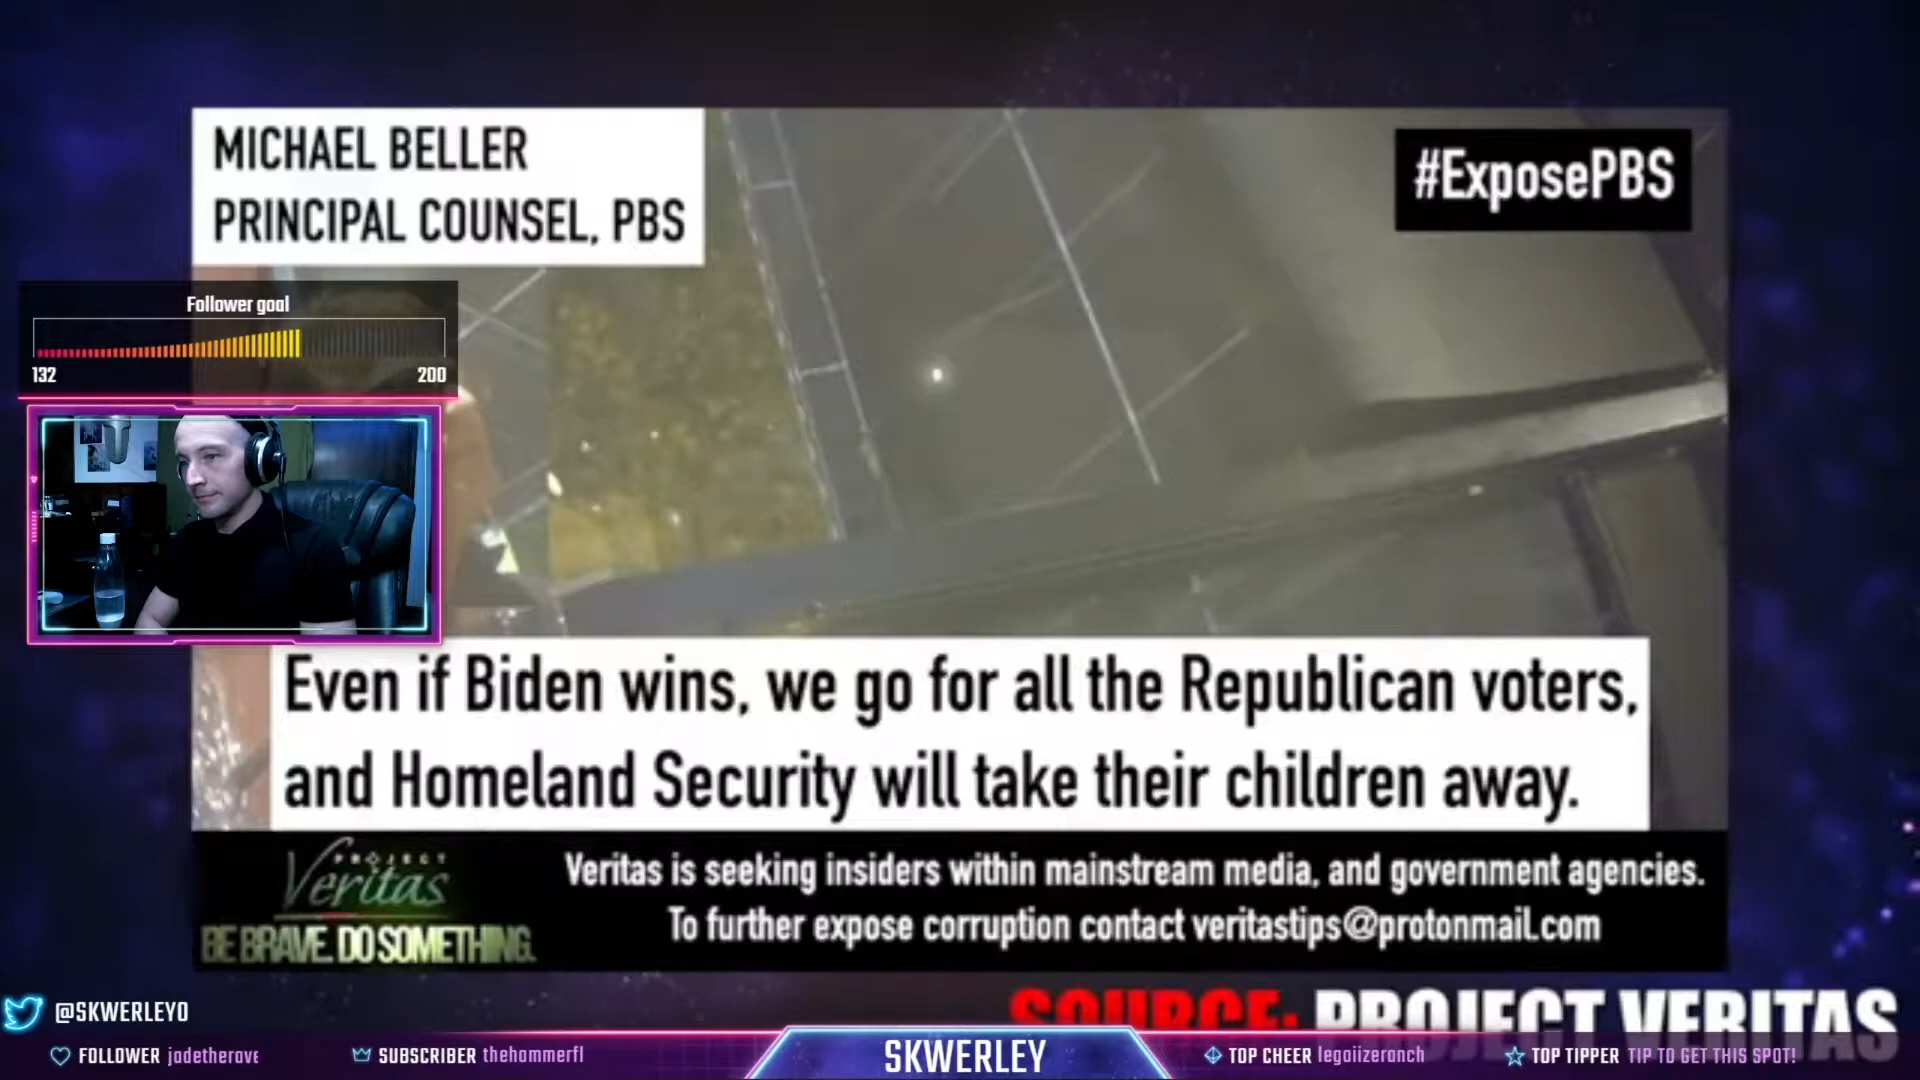 MICHAEL BELLER
PRINCIPAL COUNSEL, PBS
#ExposePBS
Follower goal
132
200
Even if Biden wins, we go for all the Republican voters,
and Homeland Security will take their children away.
PROJECT
Veritas
BE BRAVE. DO SOMETHING.
Veritas is seeking insiders within mainstream media, and government agencies.
To further expose corruption contact veritastips@protonmail.com
@SKWERLEYO
SOURCE: PROJECT VERITAS
FOLLOWER jadetherave
SUBSCRIBER thehammerfl
SKWERLEY
TOP CHEER legaiizeranch
TOP TIPPER TIP TO GET THIS SPOT!